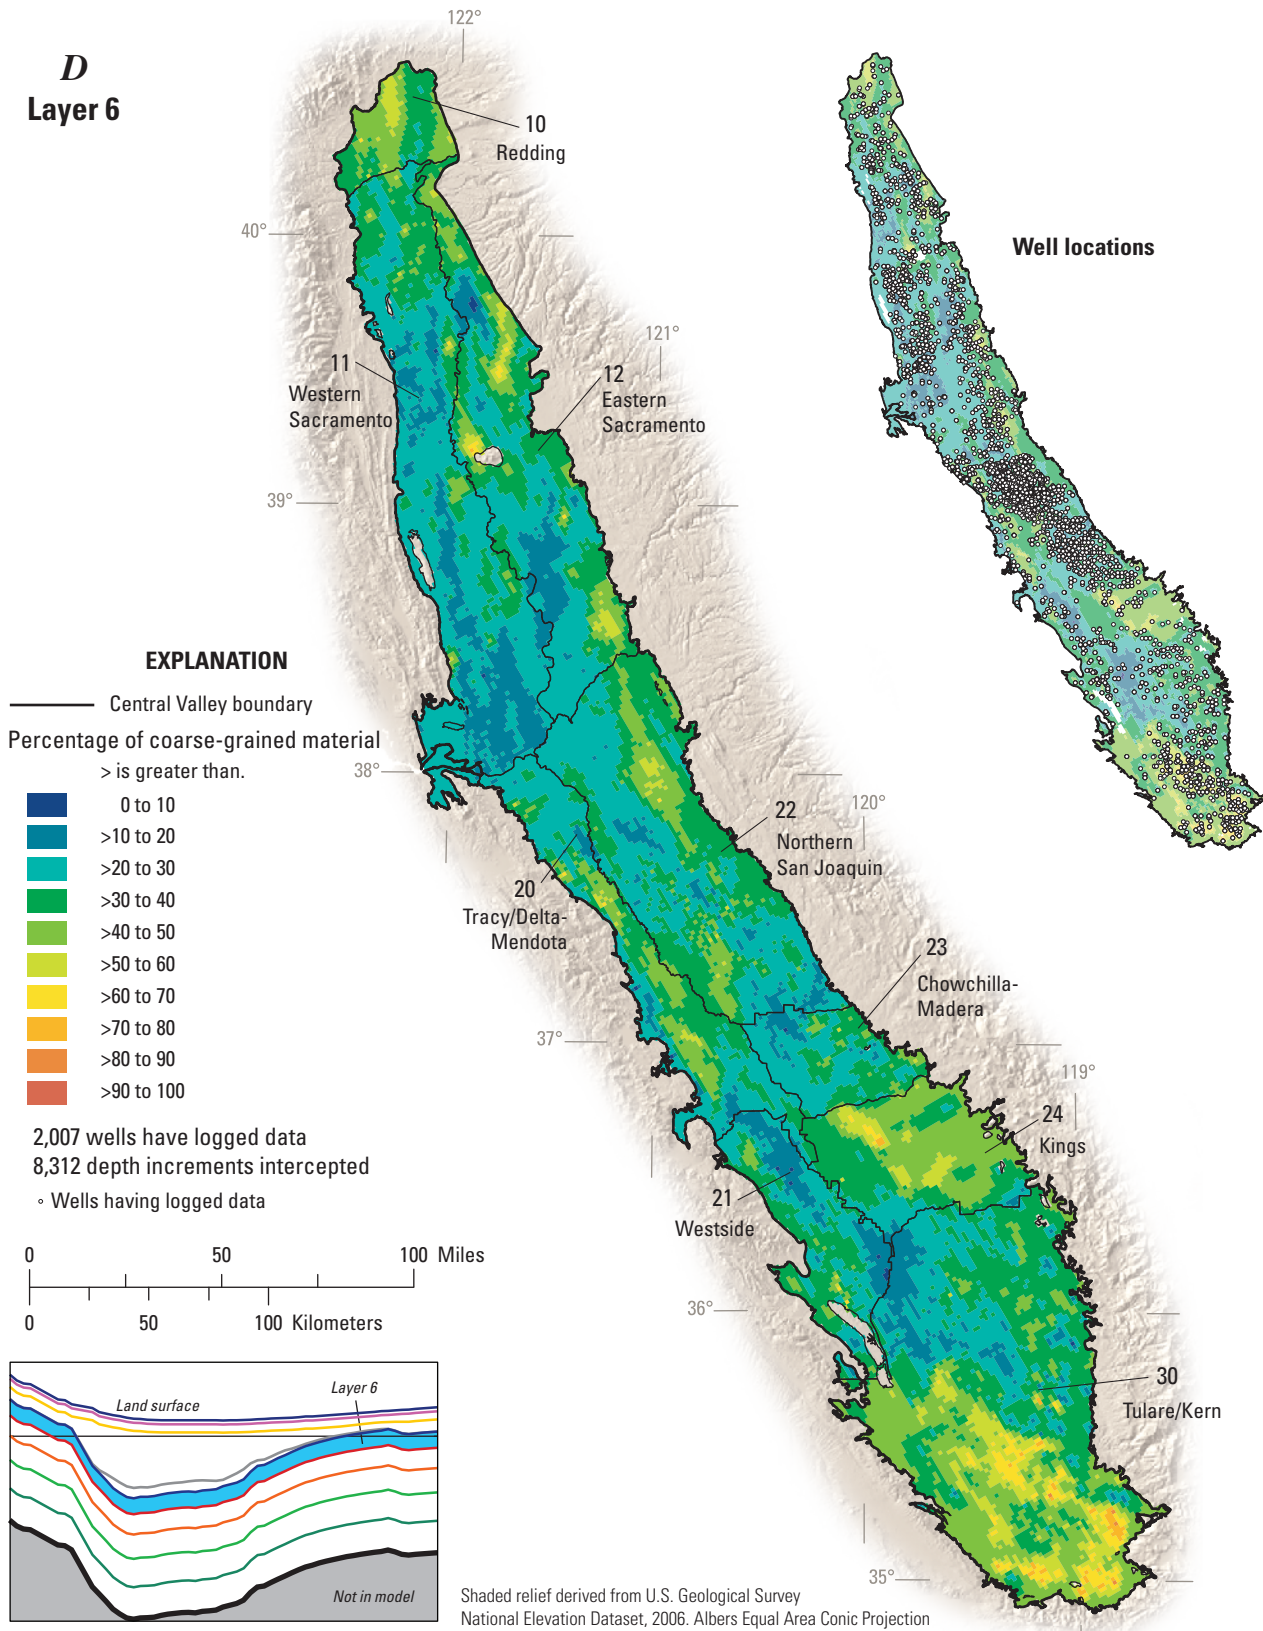 D
Layer 6
122°
10
Redding
40°
Well locations
121°
11
Western
Sacramento
12
Eastern
Sacramento
39°
EXPLANATION
Central Valley boundary
Percentage of coarse-grained material
> is greater than.
0 to 10
>10 to 20
>20 to 30
>30 to 40
>40 to 50
>50 to 60
>60 to 70
>70 to 80
>80 to 90
>90 to 100
2,007 wells have logged data
8,312 depth increments intercepted
Wells having logged data
38°
120°
22
Northern
San Joaquin
20
Tracy/Delta-
Mendota
23
Chowchilla-
Madera
37°
119°
24
Kings
21
Westside
36°
30
Tulare/Kern
35°
0 50 100 Miles
0 50 100 Kilometers
Land surface
Layer 6
Not in model
Shaded relief derived from U.S. Geological Survey
National Elevation Dataset, 2006. Albers Equal Area Conic Projection